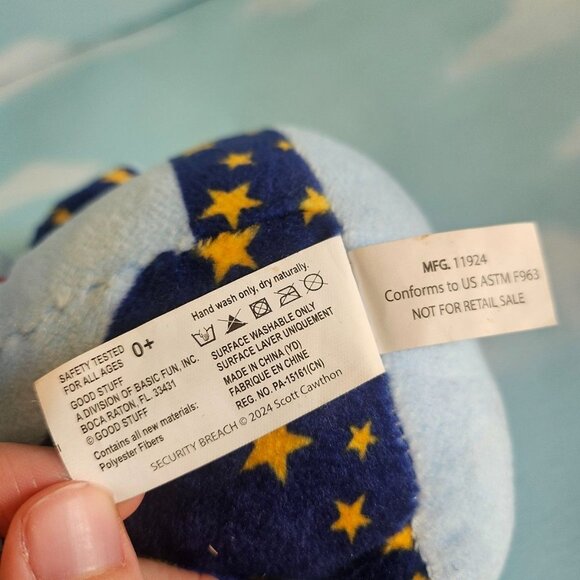 SAFETY TESTED
FOR ALL AGES
0+
GOOD STUFF
A DIVISION OF BASIC FUN, INC.
BOCA RATON, FL. 33431
© GOOD STUFF
Contains all new materials:
Polyester Fibers
Hand wash only, dry naturally.
SURFACE WASHABLE ONLY
SURFACE LAVER UNIQUEMENT
MADE IN CHINA (YD)
FABRIQUE EN CHINE
REG. NO. PA-15161(CN)
SECURITY BREACH © 2024 Scott Cawthon
MFG. 11924
Conforms to US ASTM F963
NOT FOR RETAIL SALE